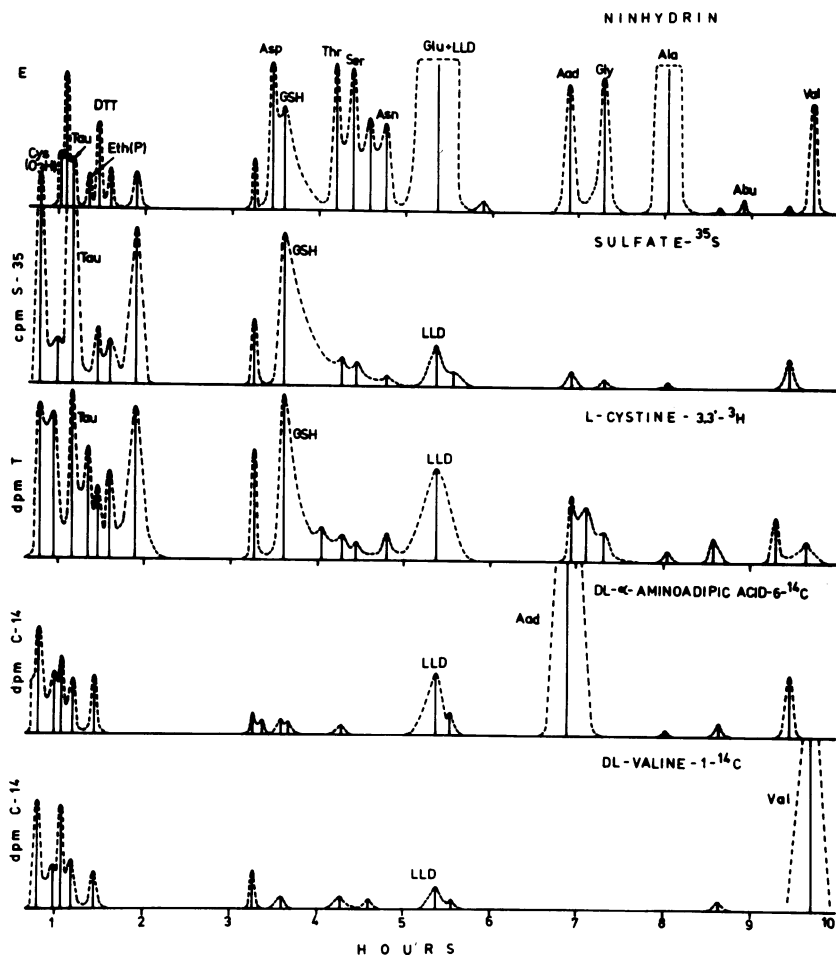 NINHYDRIN
E
Asp
Thr
Ser
Glu+LLD
Aad
Gly
Ala
Val
GSH
DTT
Asn
Tau
Eth(P)
Cys
(O3H)
Abu
SULFATE-35S
cpm S-35
Tau
GSH
LLD
L-CYSTINE-3,3'-3H
dpm T
Tau
GSH
LLD
DL-α-AMINOADIPIC ACID-6-14C
dpm C-14
Aad
LLD
DL-VALINE-1-14C
dpm C-14
Val
LLD
1 2 3 4 5 6 7 8 9 10
HOURS